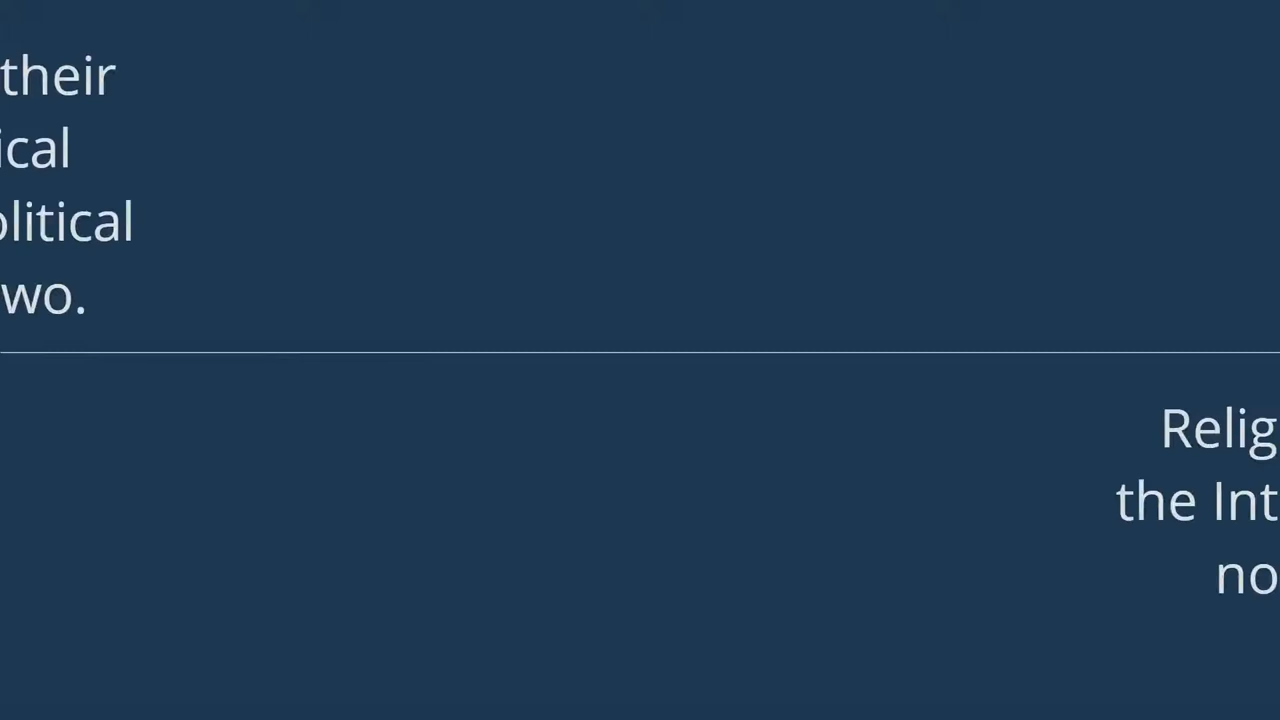 their
ical
olitical
wo.
Relig
the Int
no